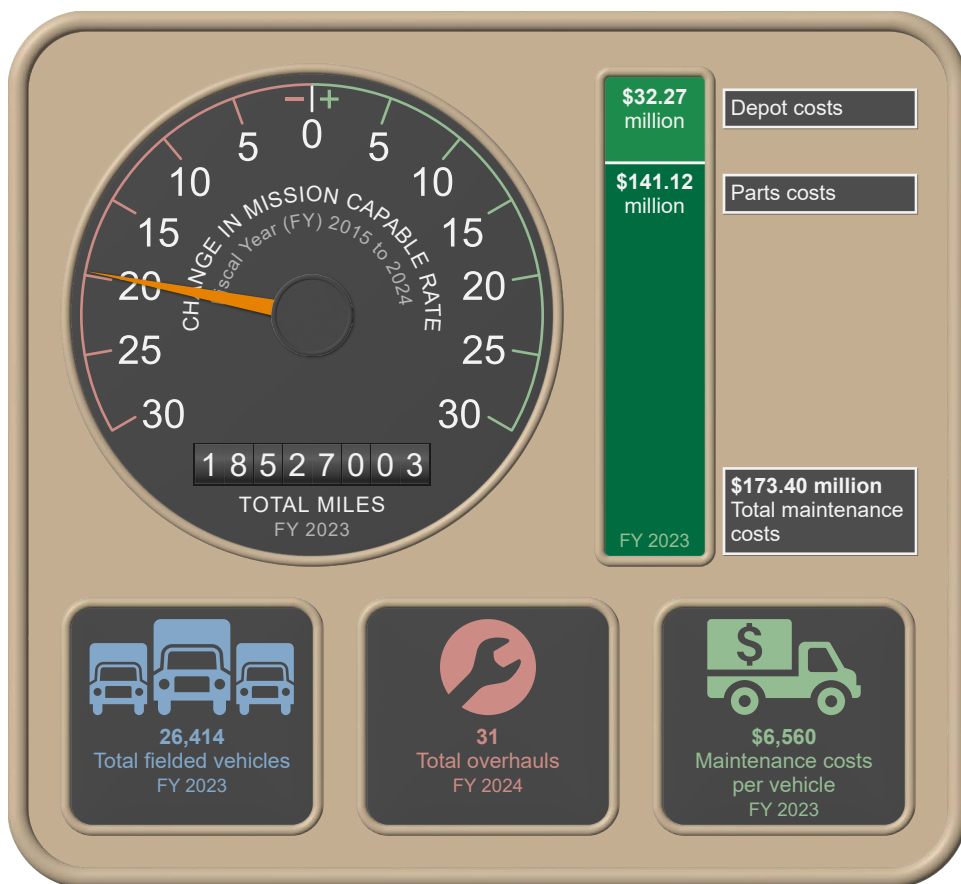 − +
0
5
5
10
10
15
15
20
20
25
25
30
30
CHANGE IN MISSION CAPABLE RATE
Fiscal Year (FY) 2015 to 2024
18527003
TOTAL MILES
FY 2023
$32.27
million
Depot costs
$141.12
million
Parts costs
$173.40 million
Total maintenance
costs
FY 2023
26,414
Total fielded vehicles
FY 2023
31
Total overhauls
FY 2024
$
$6,560
Maintenance costs
per vehicle
FY 2023